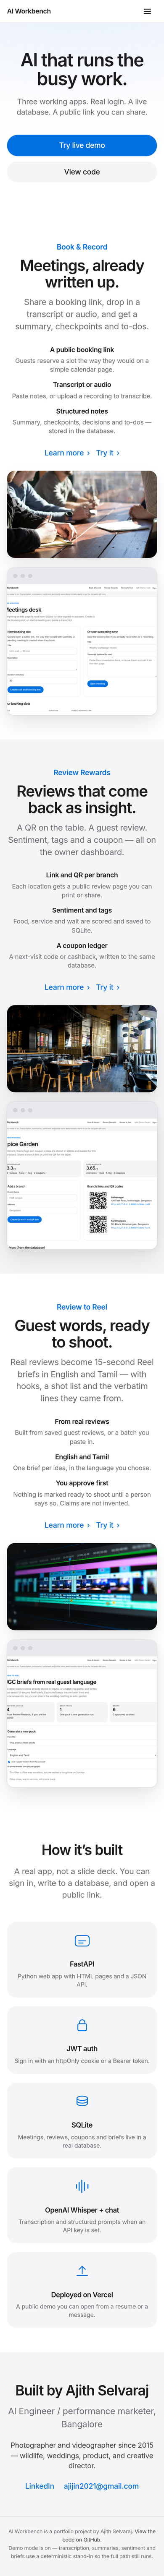 AI Workbench
AI that runs the
busy work.
Three working apps. Real login. A live
database. A public link you can share.
Try live demo
View code
Book & Record
Meetings, already
written up.
Share a booking link, drop in a
transcript or audio, and get a
summary, checkpoints and to-dos.
A public booking link
Guests reserve a slot the way they would on a
simple calendar page.
Transcript or audio
Paste notes, or upload a recording to transcribe.
Structured notes
Summary, checkpoints, decisions and to-dos —
stored in the database.
Learn more ›
Try it ›
Meetings desk
Review Rewards
Reviews that come
back as insight.
A QR on the table. A guest review.
Sentiment, tags and a coupon — all on
the owner dashboard.
Link and QR per branch
Each location gets a public review page you can
print or share.
Sentiment and tags
Food, service and wait are scored and saved to
SQLite.
A coupon ledger
A next-visit code or cashback, written to the same
database.
Learn more ›
Try it ›
Spice Garden
Add a branch
Branch links and QR codes
Review to Reel
Guest words, ready
to shoot.
Real reviews become 15-second Reel
briefs in English and Tamil — with
hooks, a shot list and the verbatim
lines they came from.
From real reviews
Built from saved guest reviews, or a batch you
paste in.
English and Tamil
One brief per idea, in the language you choose.
You approve first
Nothing is marked ready to shoot until a person
says so. Claims are not invented.
Learn more ›
Try it ›
UGC briefs from real guest language
Generate a new pack
How it's built
A real app, not a slide deck. You can
sign in, write to a database, and open a
public link.
FastAPI
Python web app with HTML pages and a JSON
API.
JWT auth
Sign in with an httpOnly cookie or a Bearer token.
SQLite
Meetings, reviews, coupons and briefs live in a
real database.
OpenAI Whisper + chat
Transcription and structured prompts when an
API key is set.
Deployed on Vercel
A public demo you can open from a resume or a
message.
Built by Ajith Selvaraj
AI Engineer / performance marketer,
Bangalore
Photographer and videographer since 2015
— wildlife, weddings, product, and creative
director.
LinkedIn
ajijin2021@gmail.com
AI Workbench is a portfolio project by Ajith Selvaraj. View the
code on GitHub.
Demo mode is on — transcription, summaries, sentiment and
briefs use a deterministic stand-in so the full path still runs.